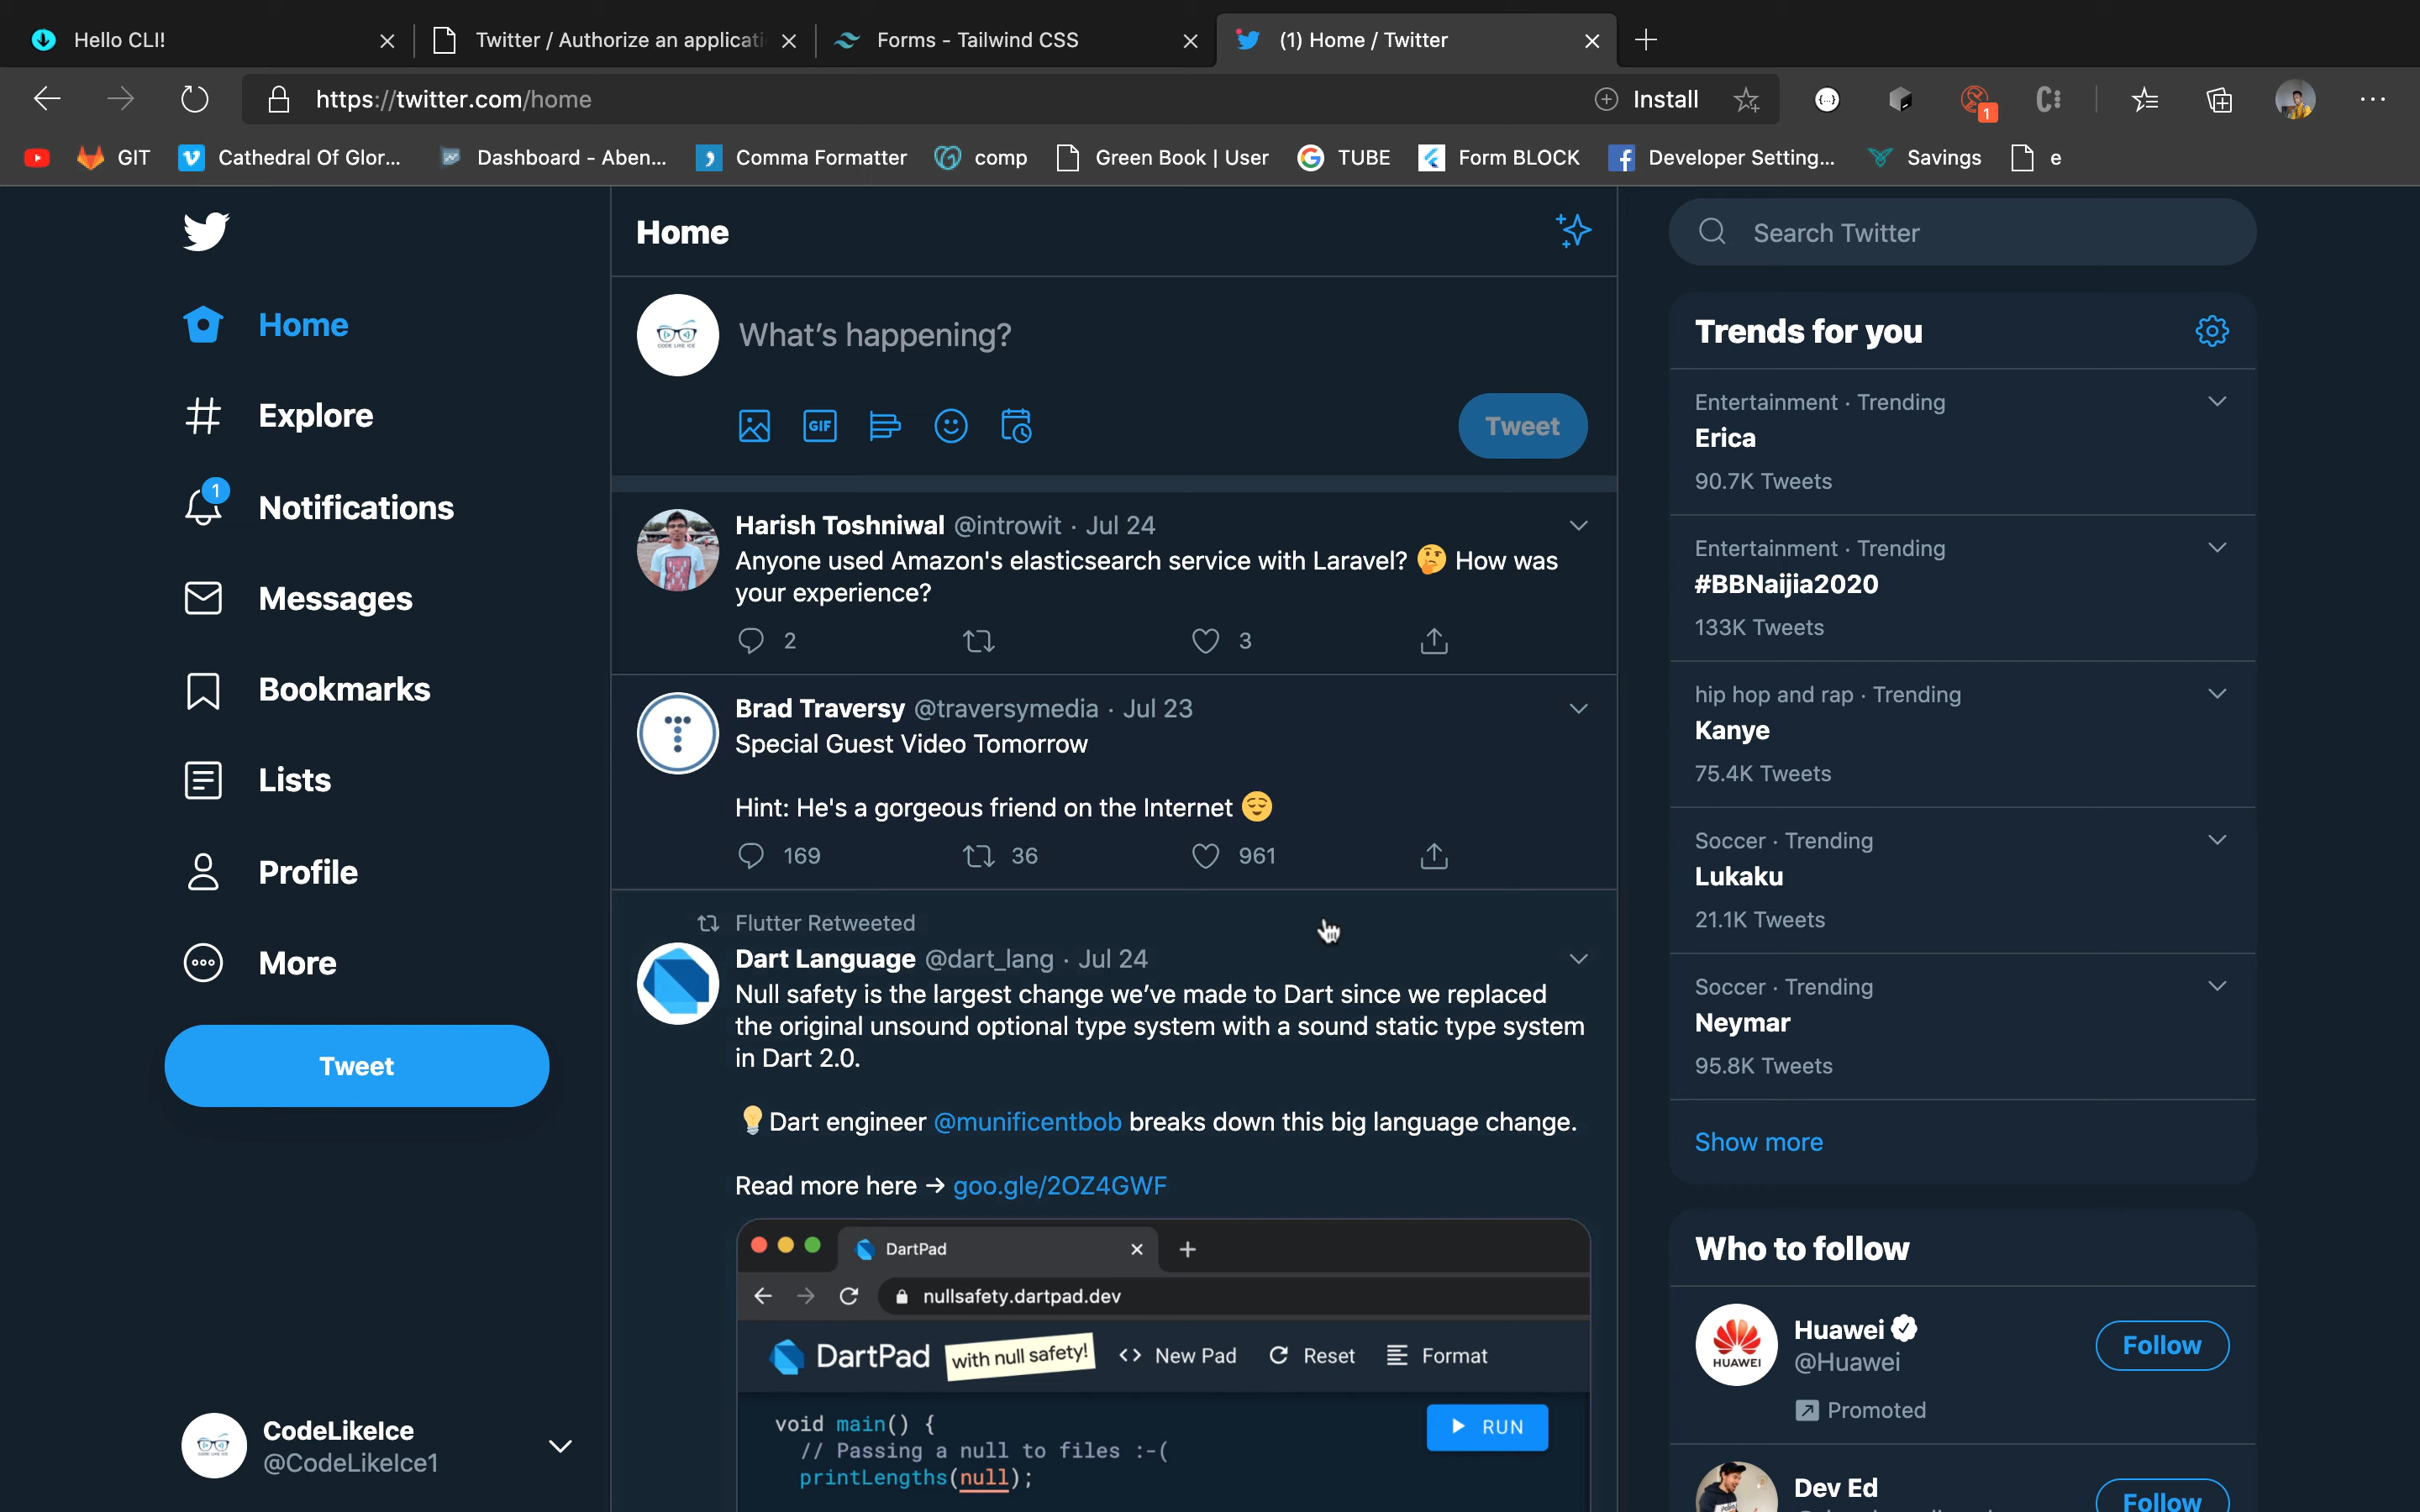 Hello CLI!
Twitter / Authorize an applicati
Forms - Tailwind CSS
(1) Home / Twitter
https://twitter.com/home
Install
1
GIT
Cathedral Of Glor...
Dashboard - Aben...
Comma Formatter
comp
Green Book | User
TUBE
Form BLOCK
Developer Setting...
Savings
e
Home
Explore
1
Notifications
Messages
Bookmarks
Lists
Profile
More
Tweet
CodeLikeIce
@CodeLikeIce1
Home
CODE LIKE ICE
What's happening?
GIF
Tweet
Harish Toshniwal @introwit · Jul 24
Anyone used Amazon's elasticsearch service with Laravel? 🤔 How was
your experience?
2
3
Brad Traversy @traversymedia · Jul 23
Special Guest Video Tomorrow
Hint: He's a gorgeous friend on the Internet 😌
169
36
961
Flutter Retweeted
Dart Language @dart_lang · Jul 24
Null safety is the largest change we've made to Dart since we replaced
the original unsound optional type system with a sound static type system
in Dart 2.0.
💡Dart engineer @munificentbob breaks down this big language change.
Read more here → goo.gle/2OZ4GWF
DartPad
nullsafety.dartpad.dev
DartPad with null safety! <> New Pad Reset Format
void main() {
// Passing a null to files :-(
printLengths(null);
RUN
Search Twitter
Trends for you
Entertainment · Trending
Erica
90.7K Tweets
Entertainment · Trending
#BBNaijia2020
133K Tweets
hip hop and rap · Trending
Kanye
75.4K Tweets
Soccer · Trending
Lukaku
21.1K Tweets
Soccer · Trending
Neymar
95.8K Tweets
Show more
Who to follow
HUAWEI
Huawei
@Huawei
Follow
Promoted
Dev Ed
Follow